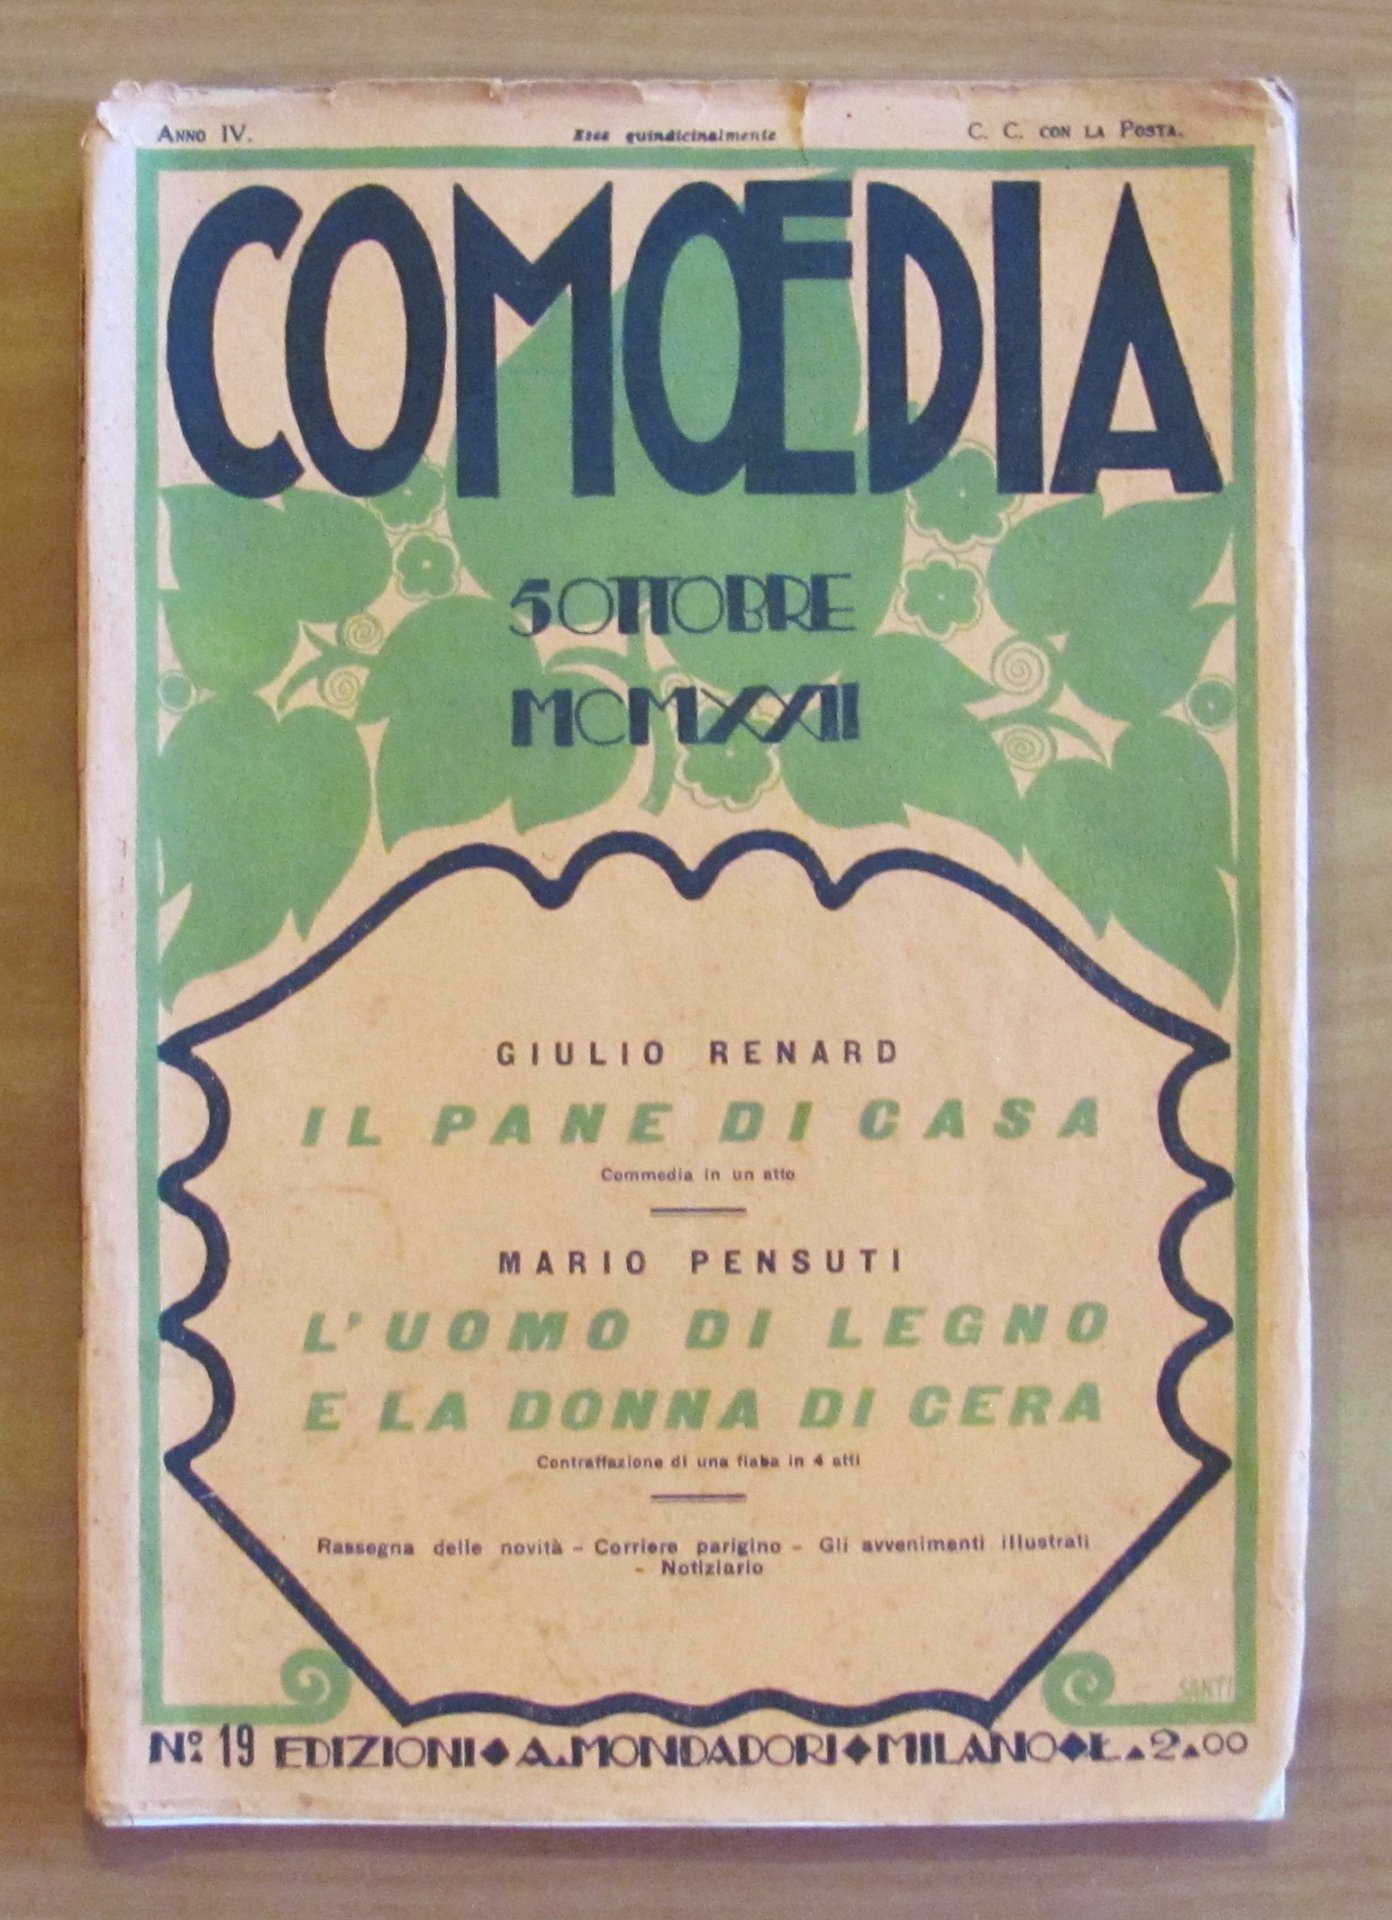 ANNO IV.
Esce quindicinalmente
C. C. CON LA POSTA.
COMŒDIA
5 OTTOBRE
MCMXXII
GIULIO RENARD
IL PANE DI CASA
Commedia in un atto
MARIO PENSUTI
L'UOMO DI LEGNO
E LA DONNA DI CERA
Contraffazione di una fiaba in 4 atti
Rassegna delle novità - Corriere parigino - Gli avvenimenti illustrati
- Notiziario
SANTI
No. 19 EDIZIONI◆A.MONDADORI◆MILANO◆Ł.2.00